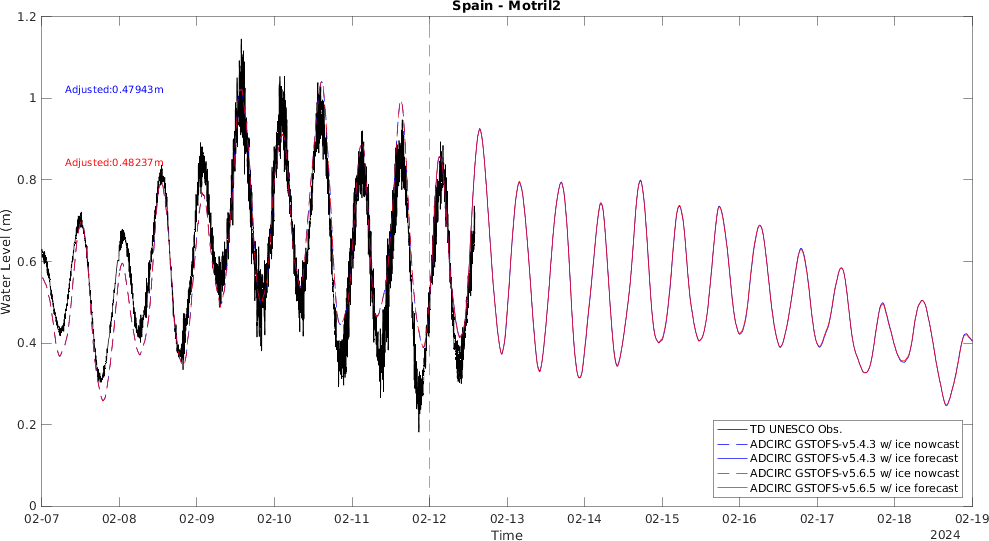 Spain - Motril2
1.2
1
0.8
0.6
0.4
0.2
0
Water Level (m)
Adjusted:0.47943m
Adjusted:0.48237m
TD UNESCO Obs.
ADCIRC GSTOFS-v5.4.3 w/ ice nowcast
ADCIRC GSTOFS-v5.4.3 w/ ice forecast
ADCIRC GSTOFS-v5.6.5 w/ ice nowcast
ADCIRC GSTOFS-v5.6.5 w/ ice forecast
02-07 02-08 02-09 02-10 02-11 02-12 02-13 02-14 02-15 02-16 02-17 02-18 02-19
Time
2024